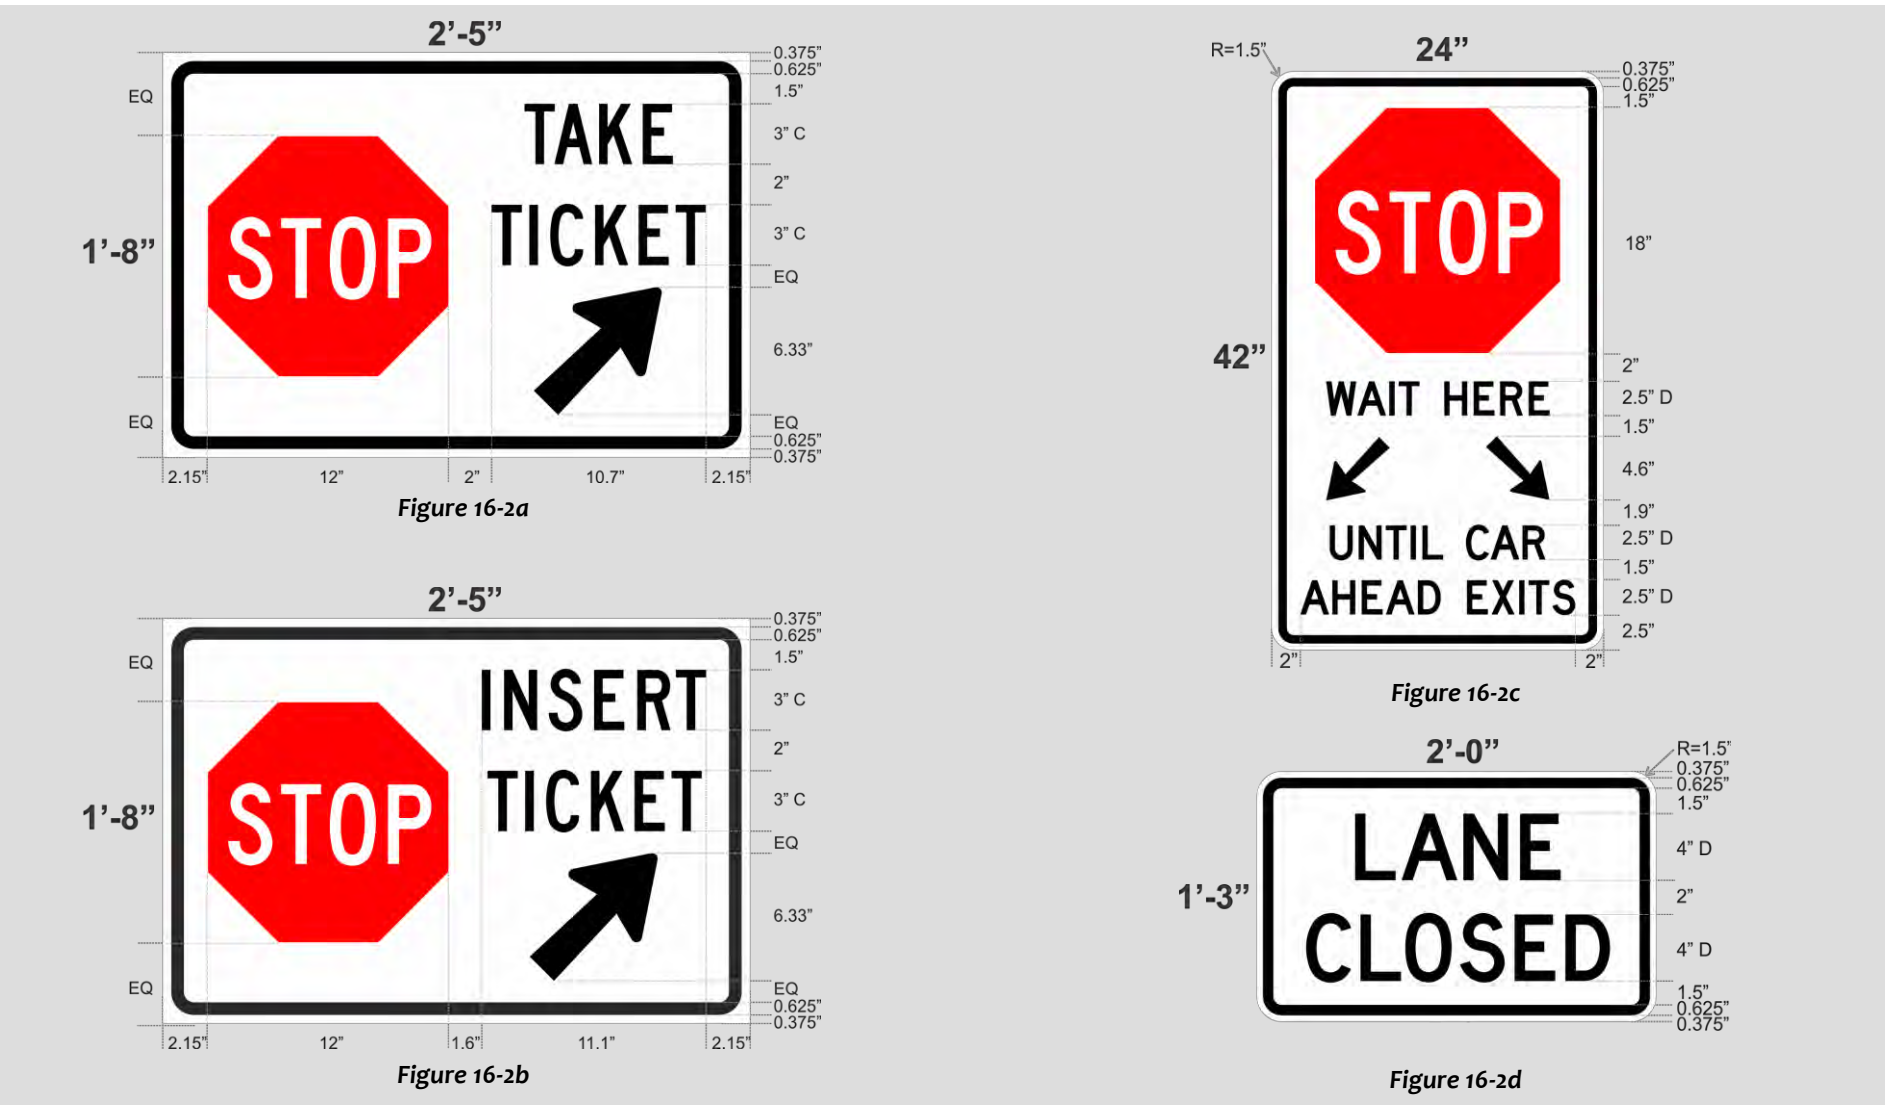 2’-5”
0.375”
0.625”
1.5”
EQ
TAKE
3” C
2”
TICKET
3” C
1’-8”
STOP
EQ
6.33”
EQ
EQ
0.625”
0.375”
2.15” 12” 2” 10.7” 2.15”
Figure 16-2a
2’-5”
0.375”
0.625”
1.5”
EQ
INSERT
3” C
2”
TICKET
3” C
1’-8”
STOP
EQ
6.33”
EQ
EQ
0.625”
0.375”
2.15” 12” 1.6” 11.1” 2.15”
Figure 16-2b
R=1.5”
24”
0.375”
0.625”
1.5”
STOP
18”
42”
2”
WAIT HERE
2.5” D
1.5”
4.6”
1.9”
UNTIL CAR
2.5” D
1.5”
AHEAD EXITS
2.5” D
2.5”
2” 2”
Figure 16-2c
2’-0”
R=1.5”
0.375”
0.625”
1.5”
LANE
4” D
1’-3”
2”
CLOSED
4” D
1.5”
0.625”
0.375”
Figure 16-2d